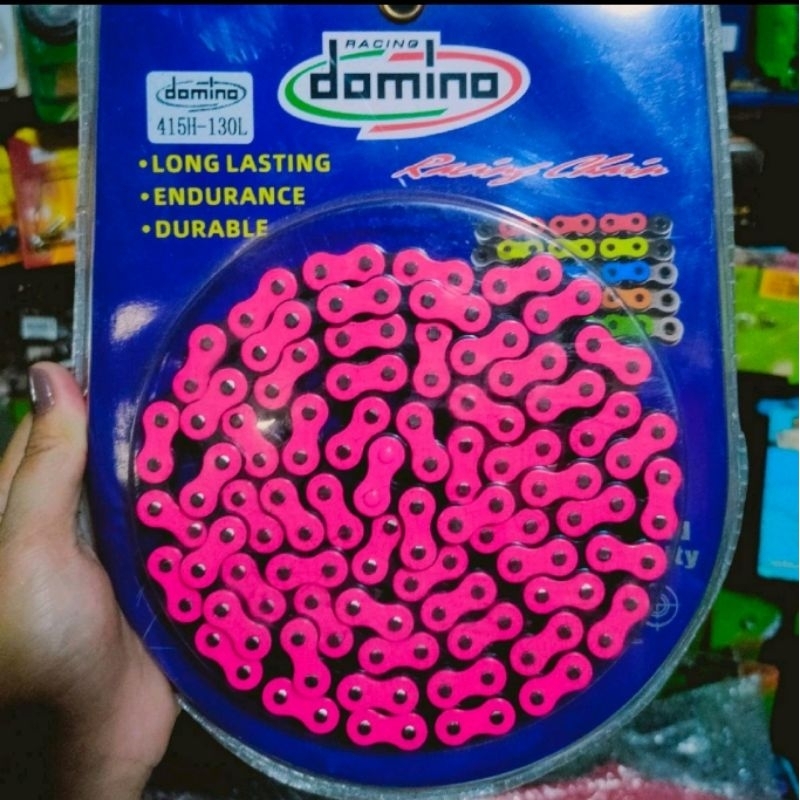 RACING
domino
domino
415H-130L
•LONG LASTING
•ENDURANCE
•DURABLE
Racing Chain